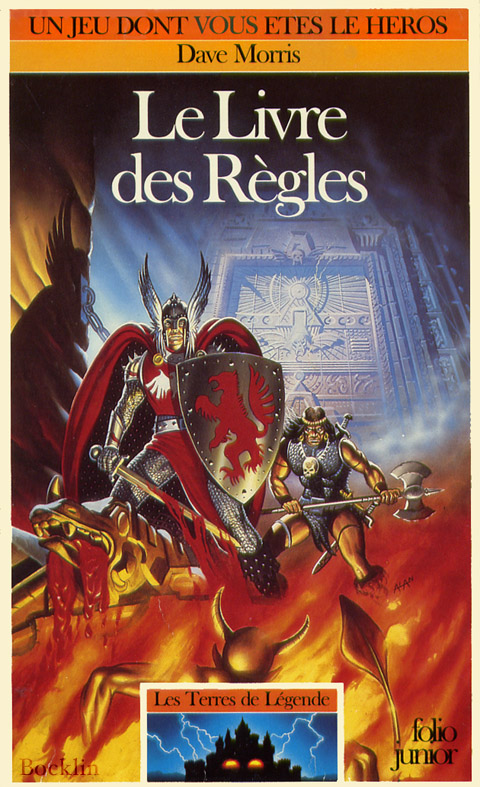 UN JEU DONT VOUS ETES LE HEROS
Dave Morris
Le Livre
des Règles
ALAN
Les Terres de Légende
folio
junior
Boeklin